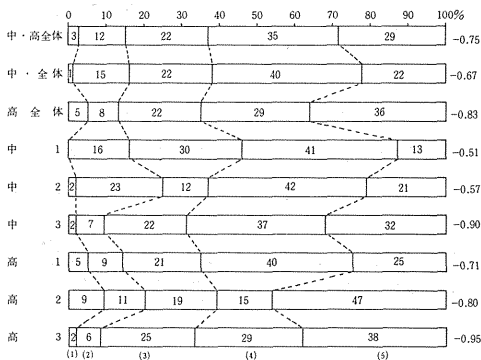 0 10 20 30 40 50 60 70 80 90 100%
中・高全体 3 12 22 35 29 -0.75
中・全体 1 15 22 40 22 -0.67
高全体 5 8 22 29 36 -0.83
中 1 16 30 41 13 -0.51
中 2 2 23 12 42 21 -0.57
中 3 2 7 22 37 32 -0.90
高 1 5 9 21 40 25 -0.71
高 2 9 11 19 15 47 -0.80
高 3 2 6 25 29 38 -0.95
(1) (2) (3) (4) (5)